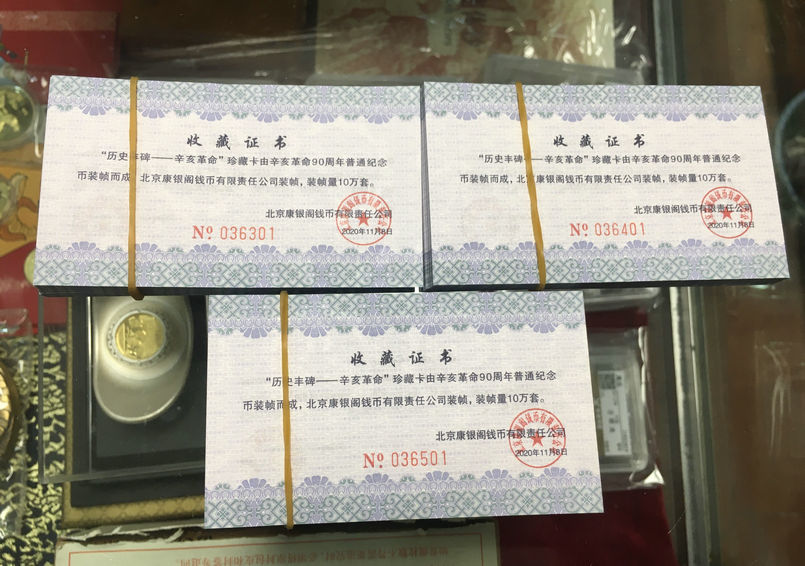 收藏证书
“历史丰碑——辛亥革命”珍藏卡由辛亥革命90周年普通纪念
币装帧而成，北京康银阁钱币有限责任公司装帧，装帧量10万套。
北京康银阁钱币有限责任公司
2020年11月8日
Nº 036301
收藏证书
“历史丰碑——辛亥革命”珍藏卡由辛亥革命90周年普通纪念
币装帧而成，北京康银阁钱币有限责任公司装帧，装帧量10万套。
北京康银阁钱币有限责任公司
2020年11月8日
Nº 036401
收藏证书
“历史丰碑——辛亥革命”珍藏卡由辛亥革命90周年普通纪念
币装帧而成，北京康银阁钱币有限责任公司装帧，装帧量10万套。
北京康银阁钱币有限责任公司
2020年11月8日
Nº 036501